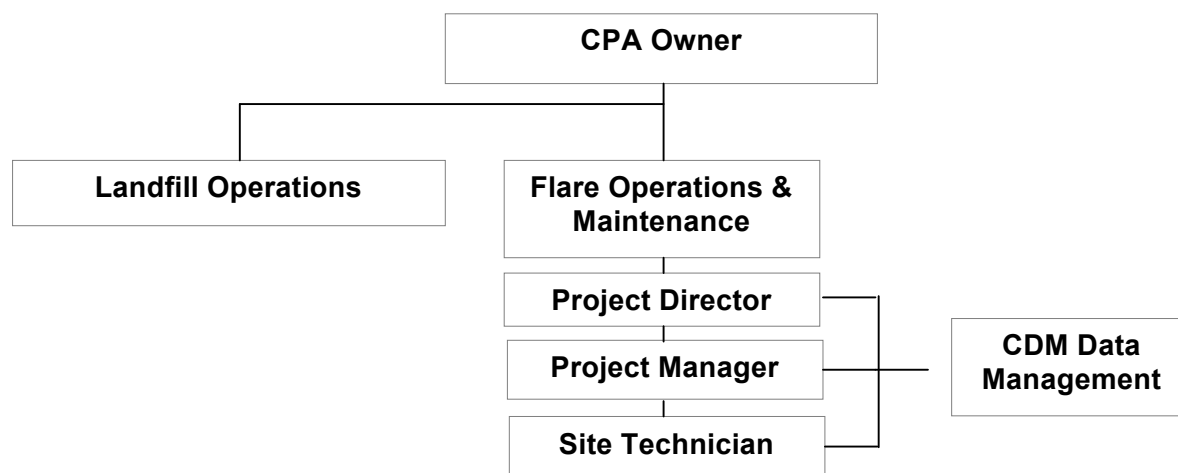 CPA Owner
Landfill Operations
Flare Operations &
Maintenance
Project Director
Project Manager
Site Technician
CDM Data
Management